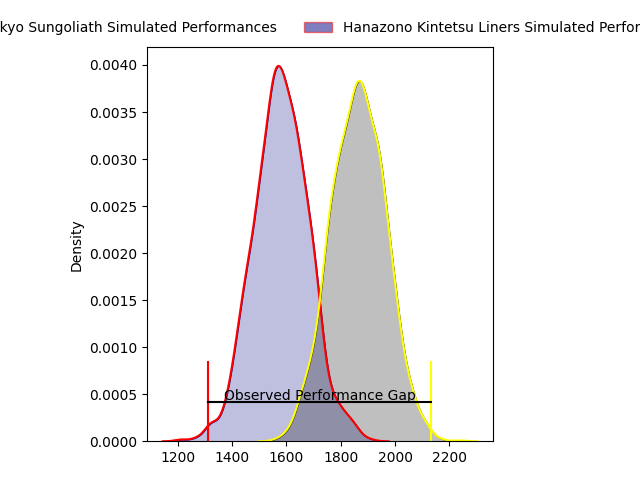 kyo Sungoliath Simulated Performances
Hanazono Kintetsu Liners Simulated Perfor
0.0040
0.0035
0.0030
0.0025
0.0020
0.0015
0.0010
0.0005
0.0000
Density
Observed Performance Gap
1200 1400 1600 1800 2000 2200